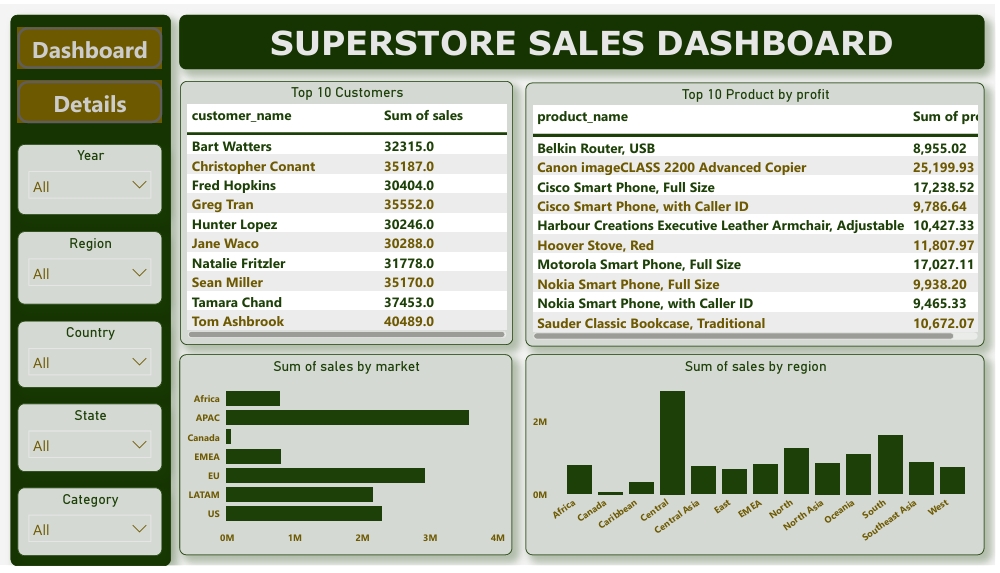 Dashboard
Details
Year
All
Region
All
Country
All
State
All
Category
All
SUPERSTORE SALES DASHBOARD
Top 10 Customers
customer_name Sum of sales
Bart Watters 32315.0
Christopher Conant 35187.0
Fred Hopkins 30404.0
Greg Tran 35552.0
Hunter Lopez 30246.0
Jane Waco 30288.0
Natalie Fritzler 31778.0
Sean Miller 35170.0
Tamara Chand 37453.0
Tom Ashbrook 40489.0
Top 10 Product by profit
product_name Sum of pr
Belkin Router, USB 8,955.02
Canon imageCLASS 2200 Advanced Copier 25,199.93
Cisco Smart Phone, Full Size 17,238.52
Cisco Smart Phone, with Caller ID 9,786.64
Harbour Creations Executive Leather Armchair, Adjustable 10,427.33
Hoover Stove, Red 11,807.97
Motorola Smart Phone, Full Size 17,027.11
Nokia Smart Phone, Full Size 9,938.20
Nokia Smart Phone, with Caller ID 9,465.33
Sauder Classic Bookcase, Traditional 10,672.07
Sum of sales by market
Africa
APAC
Canada
EMEA
EU
LATAM
US
0M 1M 2M 3M 4M
Sum of sales by region
2M
0M
Africa Canada Caribbean Central Central Asia East EMEA North North Asia Oceania South Southeast Asia West